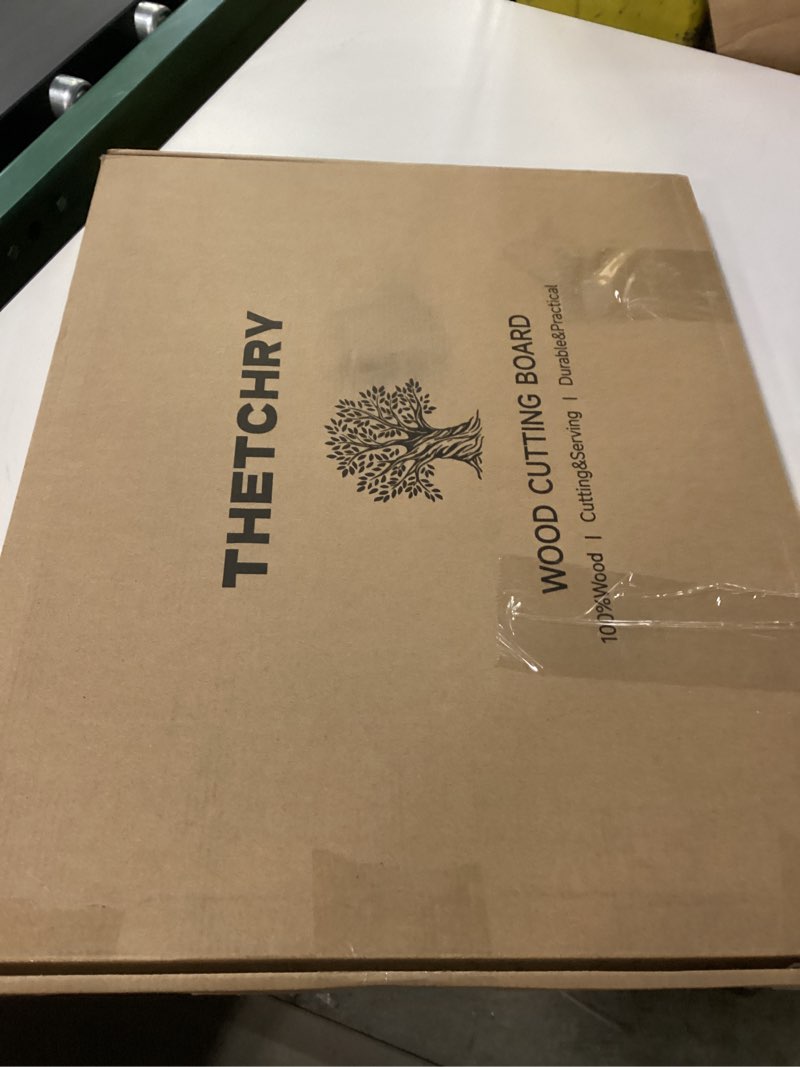 THETCHRY
WOOD CUTTING BOARD
100%Wood | Cutting&Serving | Durable&Practical